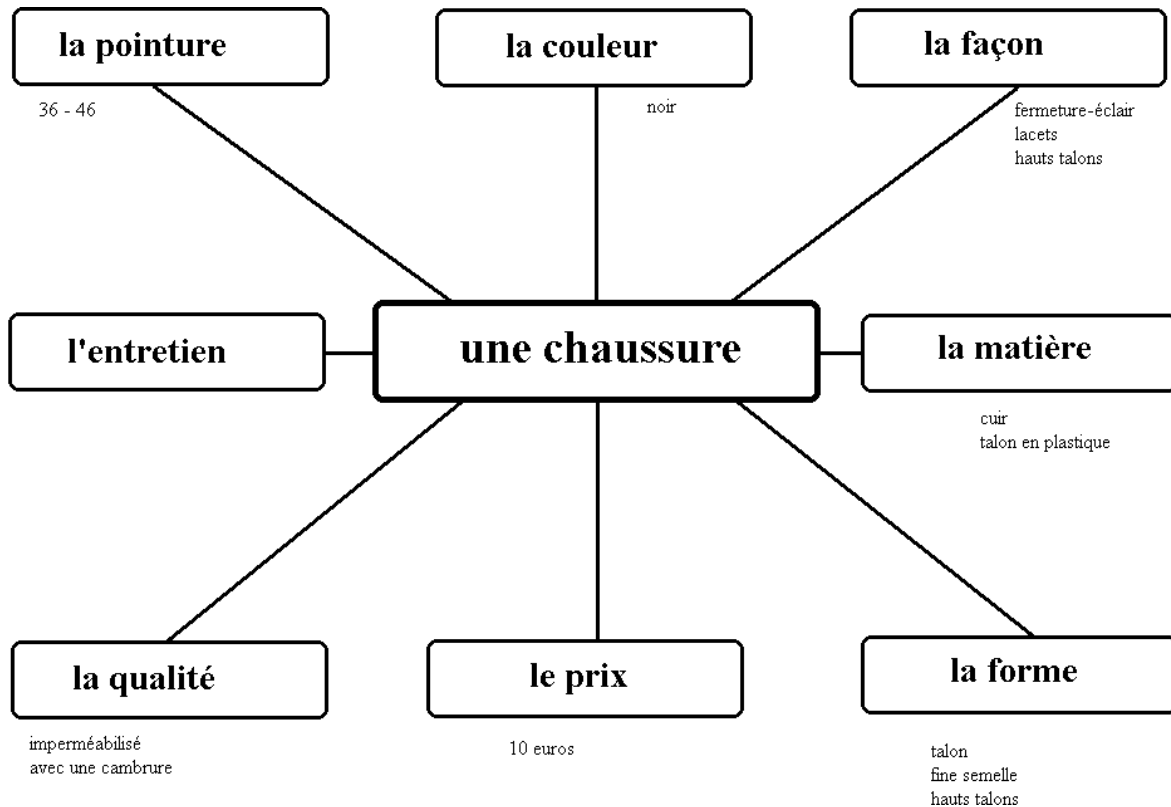 la pointure
36 - 46
la couleur
noir
la façon
fermeture-éclair
lacets
hauts talons
l'entretien
une chaussure
la matière
cuir
talon en plastique
la qualité
imperméabilisé
avec une cambrure
le prix
10 euros
la forme
talon
fine semelle
hauts talons